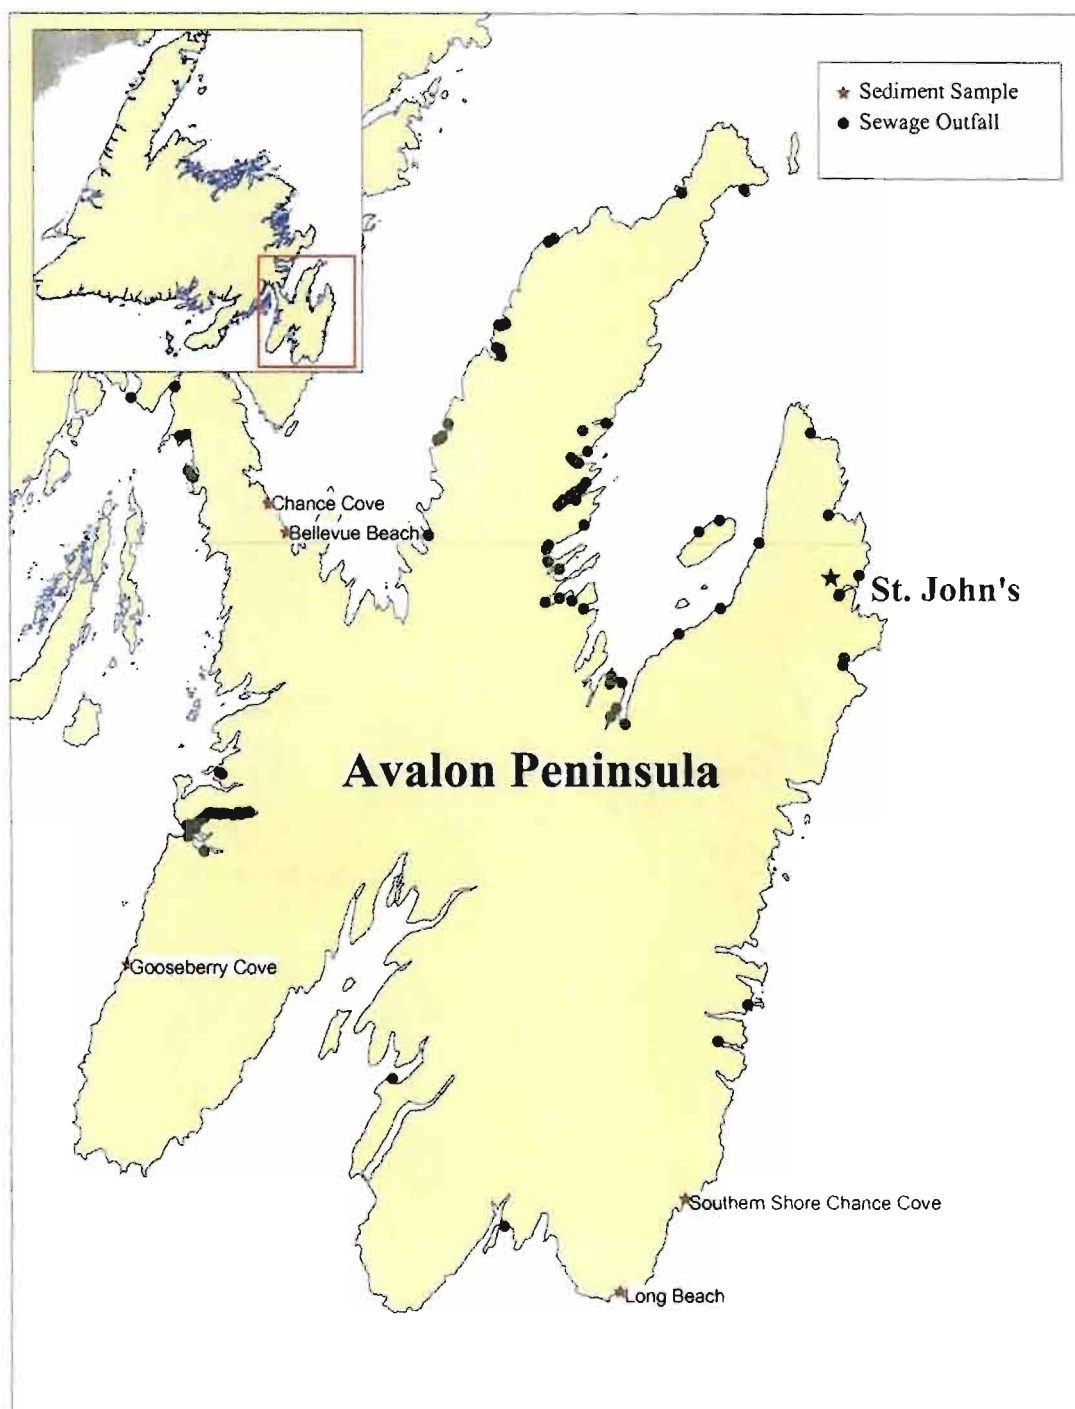 Sediment Sample
Sewage Outfall
Chance Cove
Bellevue Beach
St. John's
Avalon Peninsula
Gooseberry Cove
Southern Shore Chance Cove
Long Beach